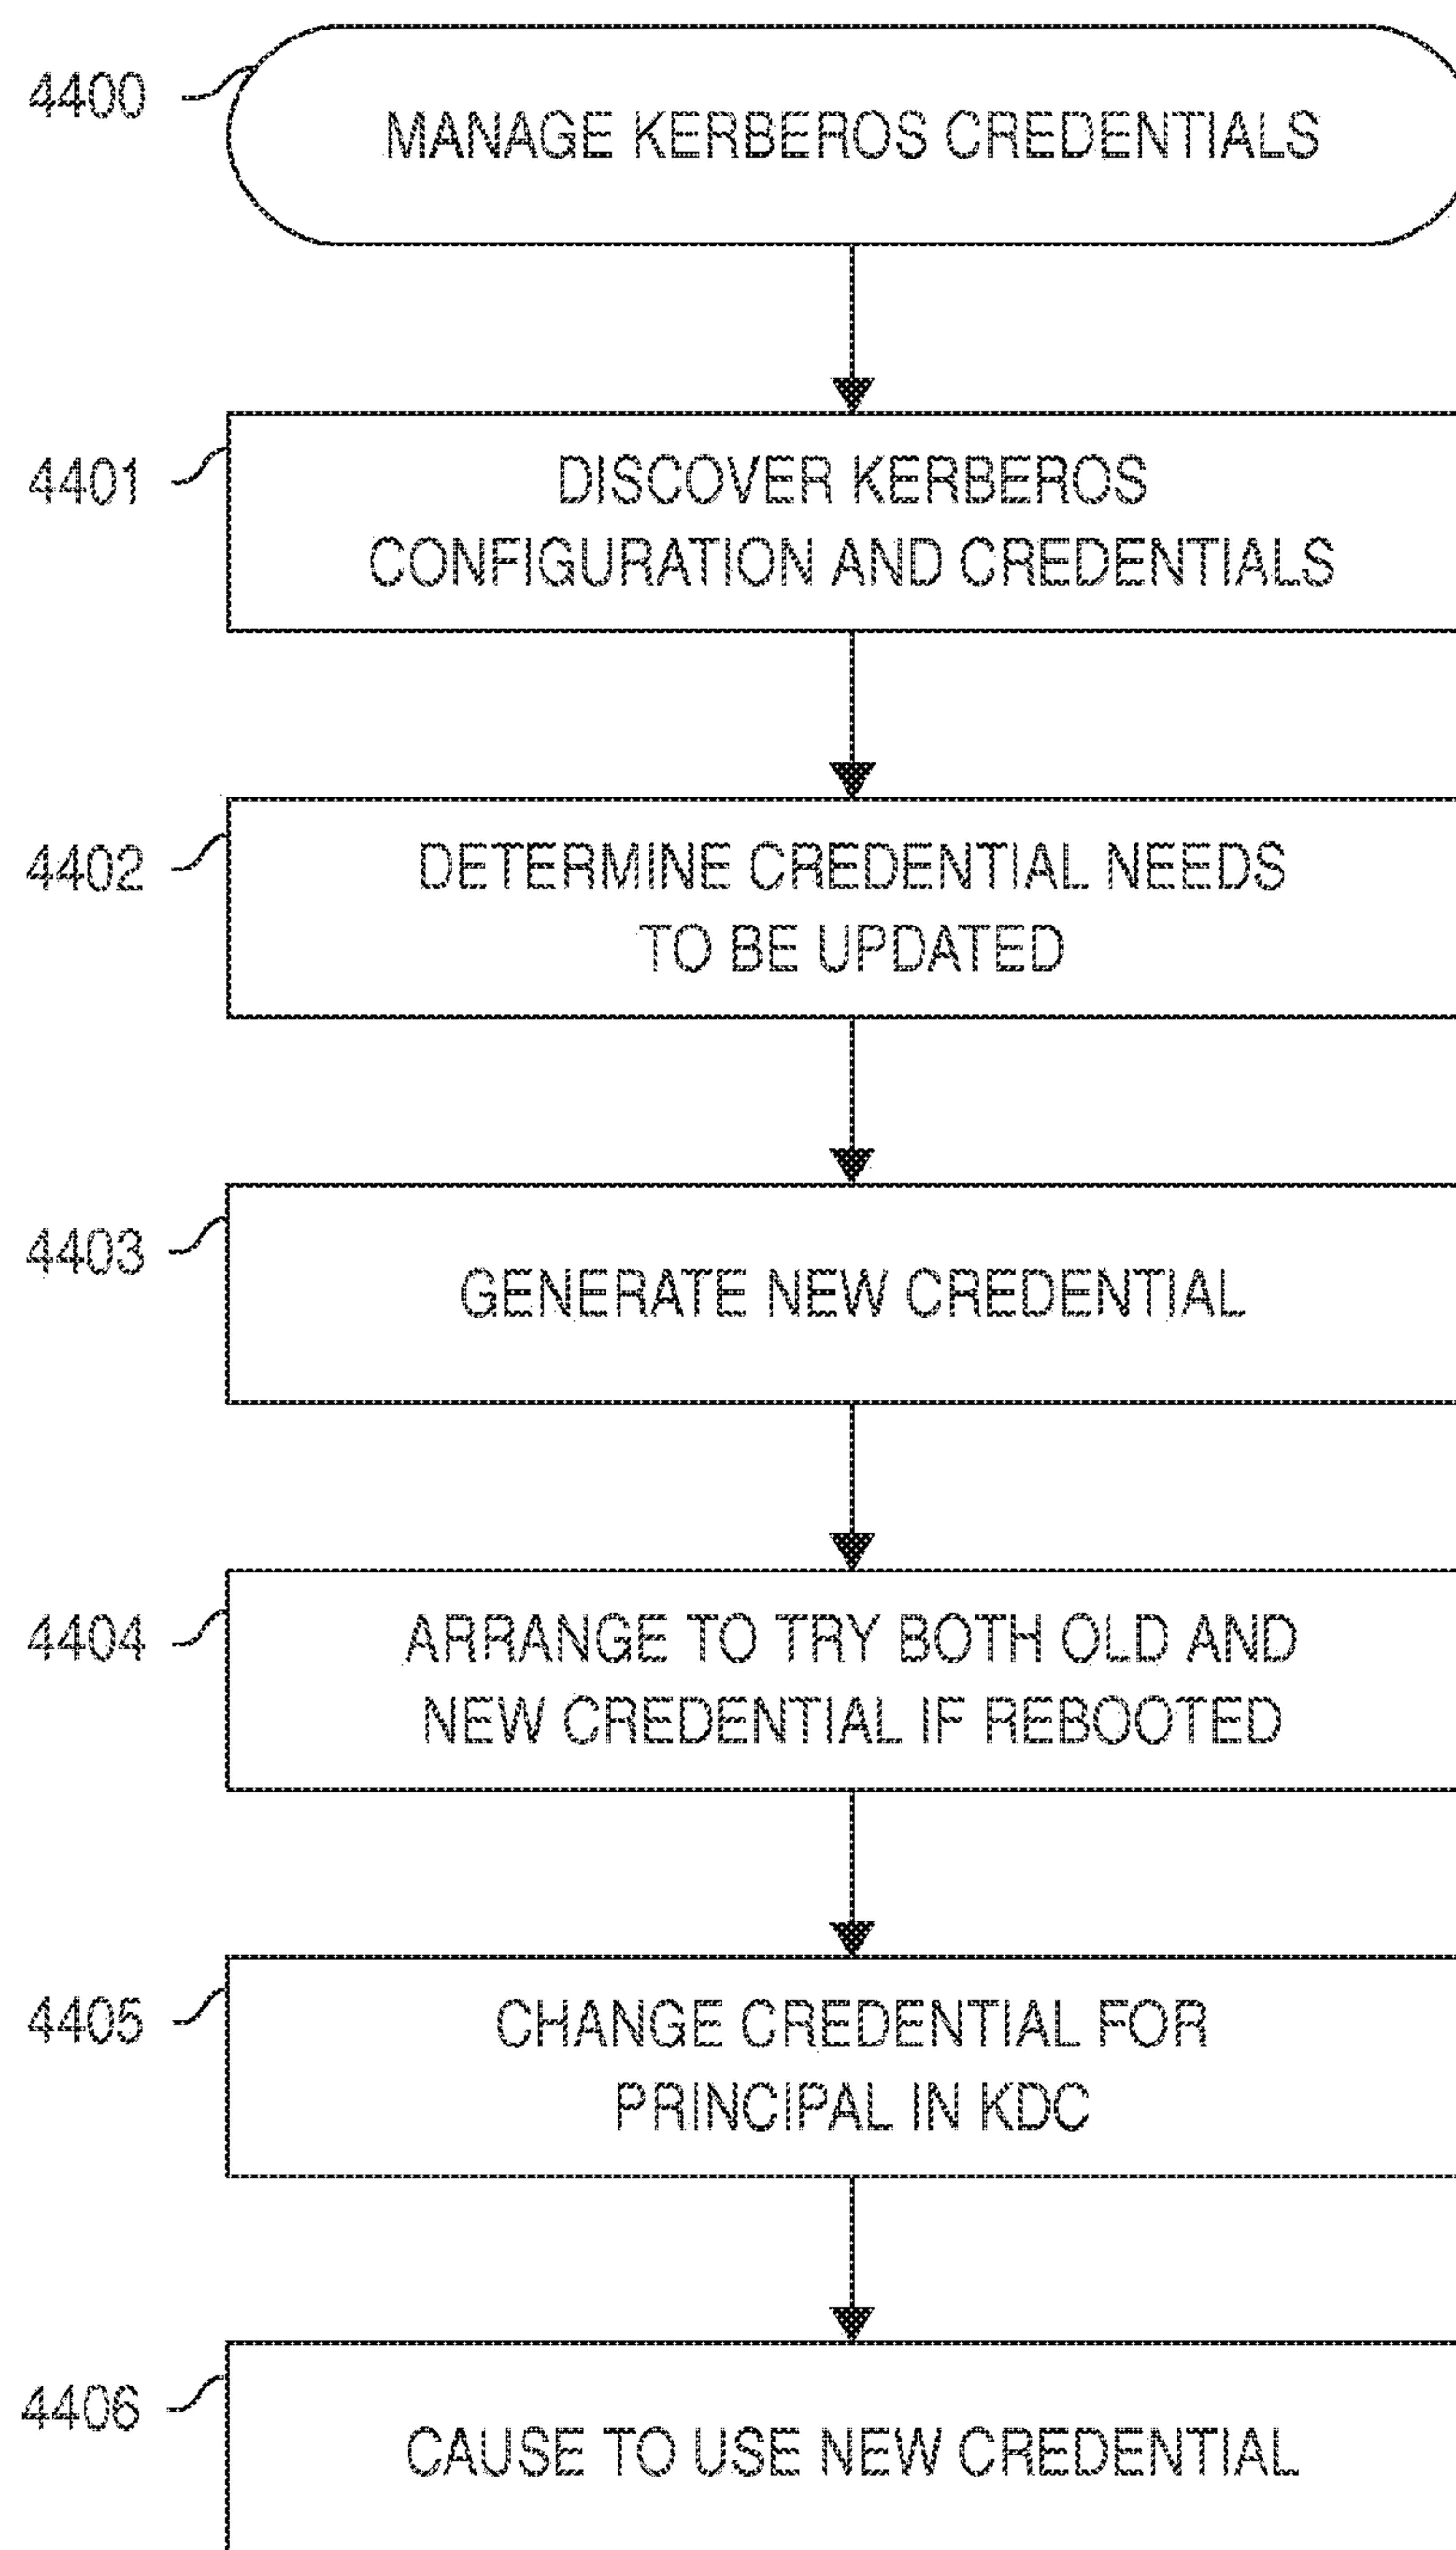 4400
MANAGE KERBEROS CREDENTIALS
4401
DISCOVER KERBEROS
CONFIGURATION AND CREDENTIALS
4402
DETERMINE CREDENTIAL NEEDS
TO BE UPDATED
4403
GENERATE NEW CREDENTIAL
4404
ARRANGE TO TRY BOTH OLD AND
NEW CREDENTIAL IF REBOOTED
4405
CHANGE CREDENTIAL FOR
PRINCIPAL IN KDC
4406
CAUSE TO USE NEW CREDENTIAL